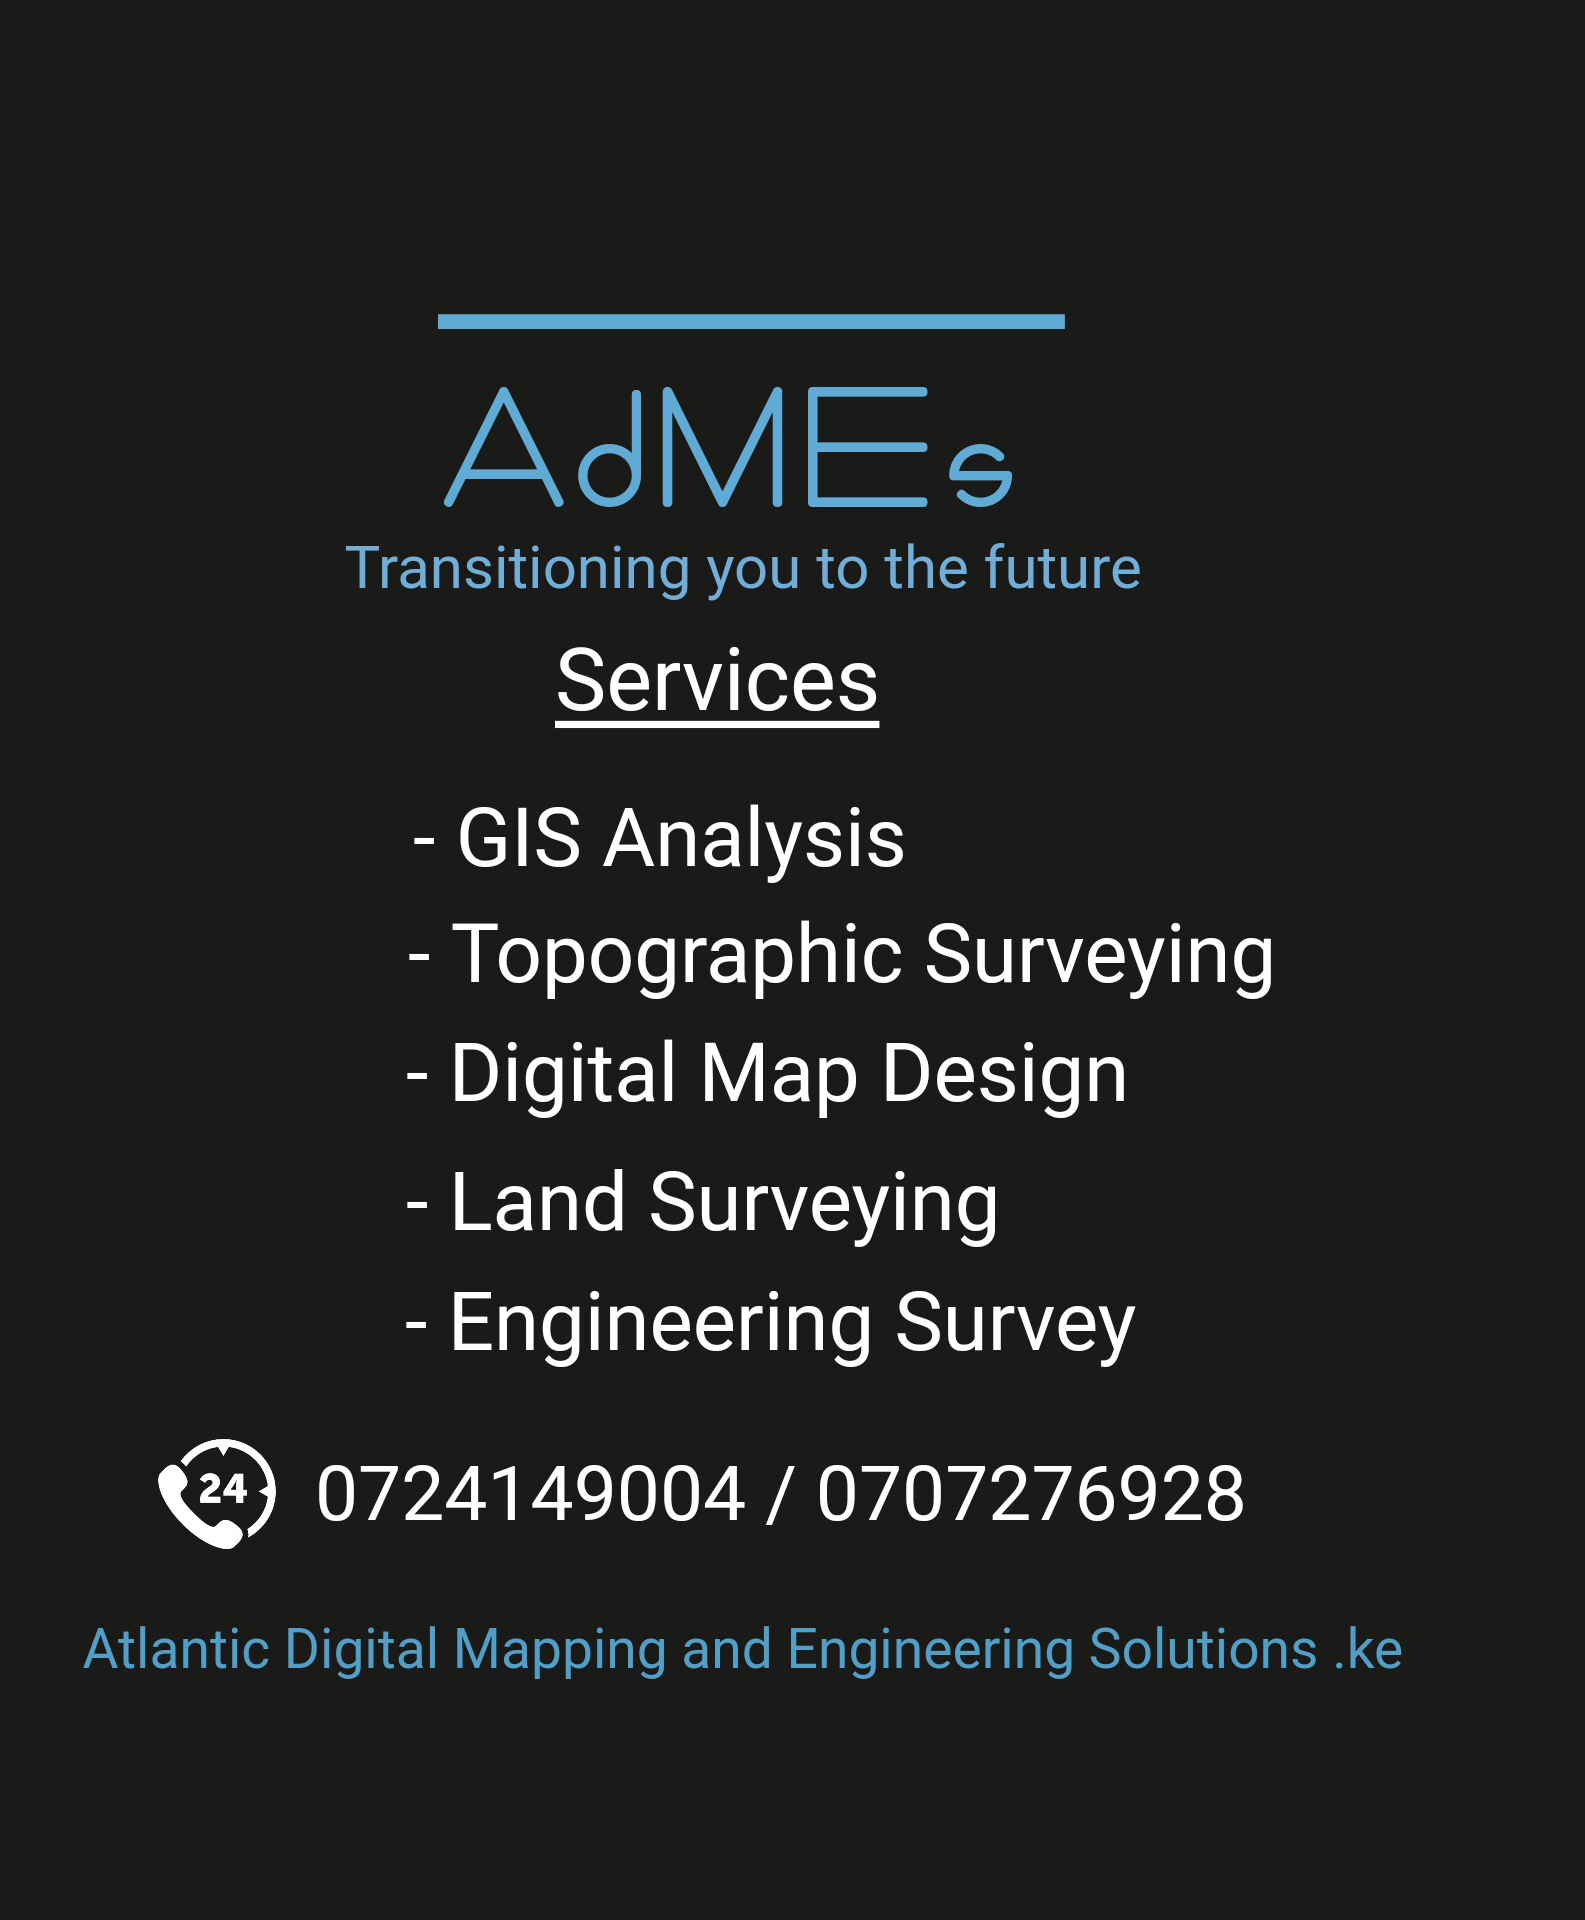 AdMEs
Transitioning you to the future
Services
- GIS Analysis
- Topographic Surveying
- Digital Map Design
- Land Surveying
- Engineering Survey
24 0724149004 / 0707276928
Atlantic Digital Mapping and Engineering Solutions .ke